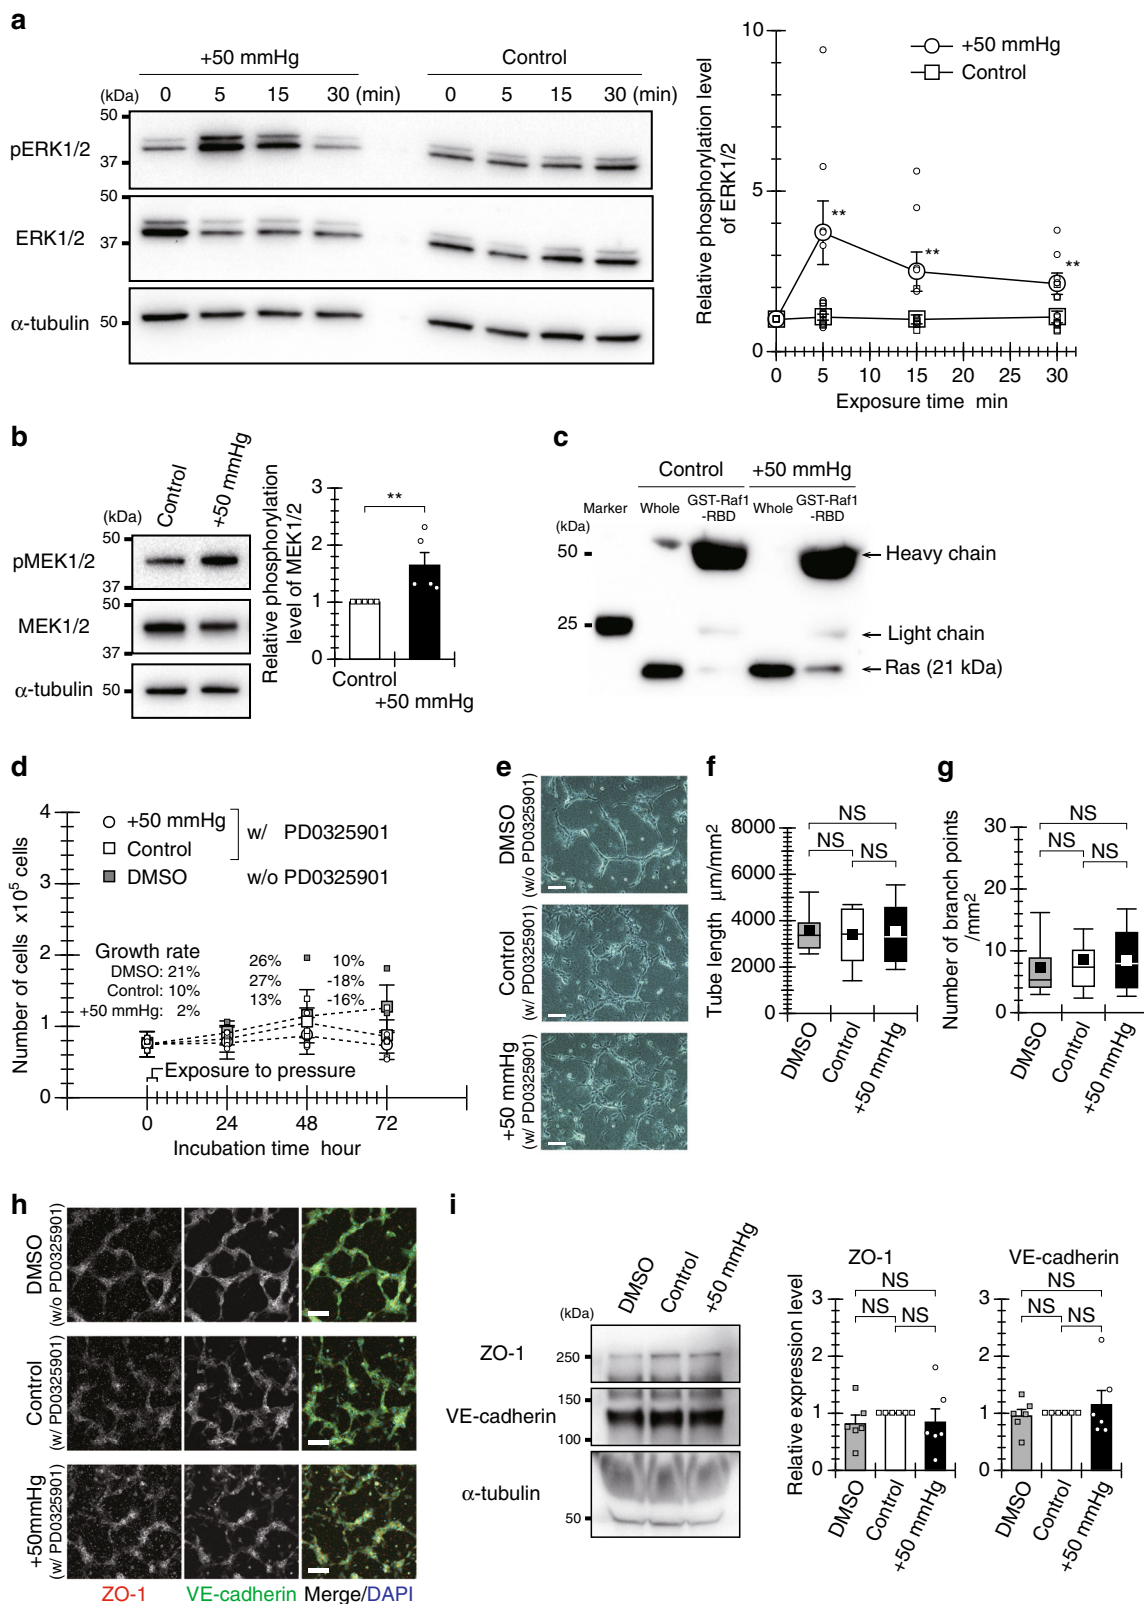 a
+50 mmHg
Control
(kDa) 0 5 15 30 (min) 0 5 15 30 (min)
50
pERK1/2
37
50
ERK1/2
37
α-tubulin
50
Relative phosphorylation level
of ERK1/2
10
5
0
+50 mmHg
Control
**
**
**
0 5 10 15 20 25 30
Exposure time min
b
Control
+50 mmHg
(kDa)
50
pMEK1/2
37
50
MEK1/2
37
α-tubulin 50
Relative phosphorylation
level of MEK1/2
3
2
1
0
**
Control
+50 mmHg
c
Control +50 mmHg
Marker Whole GST-Raf1
-RBD Whole GST-Raf1
-RBD
(kDa)
50
25
Heavy chain
Light chain
Ras (21 kDa)
d
Number of cells x10⁵ cells
4
3
2
1
0
+50 mmHg
Control
w/ PD0325901
DMSO
w/o PD0325901
Growth rate
DMSO: 21% 26% 10%
Control: 10% 27% -18%
+50 mmHg: 2% 13% -16%
Exposure to pressure
0 24 48 72
Incubation time hour
e
DMSO
(w/o PD0325901)
Control
(w/ PD0325901)
+50 mmHg
(w/ PD0325901)
f
Tube length μm/mm²
8000
6000
4000
2000
0
NS
NS
NS
DMSO
Control
+50 mmHg
g
Number of branch points
/mm²
30
20
10
0
NS
NS
NS
DMSO
Control
+50 mmHg
h
DMSO
(w/o PD0325901)
Control
(w/ PD0325901)
+50mmHg
(w/ PD0325901)
ZO-1 VE-cadherin Merge/DAPI
i
DMSO
Control
+50 mmHg
(kDa)
ZO-1
250
150
VE-cadherin
100
α-tubulin
50
Relative expression level
ZO-1
3
2
1
0
NS
NS
NS
DMSO
Control
+50 mmHg
VE-cadherin
3
2
1
0
NS
NS
NS
DMSO
Control
+50 mmHg